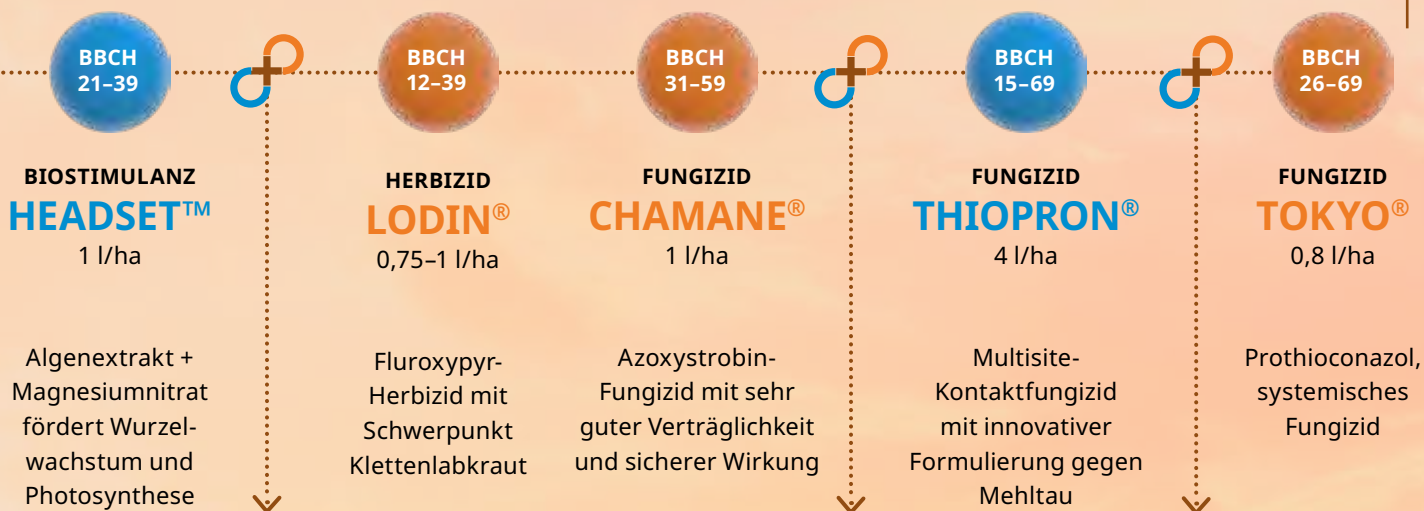 BBCH
21–39
BIOSTIMULANZ
HEADSET™
1 l/ha
Algenextrakt +
Magnesiumnitrat
fördert Wurzel-
wachstum und
Photosynthese
BBCH
12–39
HERBIZID
LODIN®
0,75–1 l/ha
Fluroxypyr-
Herbizid mit
Schwerpunkt
Klettenlabkraut
BBCH
31–59
FUNGIZID
CHAMANE®
1 l/ha
Azoxystrobin-
Fungizid mit sehr
guter Verträglichkeit
und sicherer Wirkung
BBCH
15–69
FUNGIZID
THIOPRON®
4 l/ha
Multisite-
Kontaktfungizid
mit innovativer
Formulierung gegen
Mehltau
BBCH
26–69
FUNGIZID
TOKYO®
0,8 l/ha
Prothioconazol,
systemisches
Fungizid